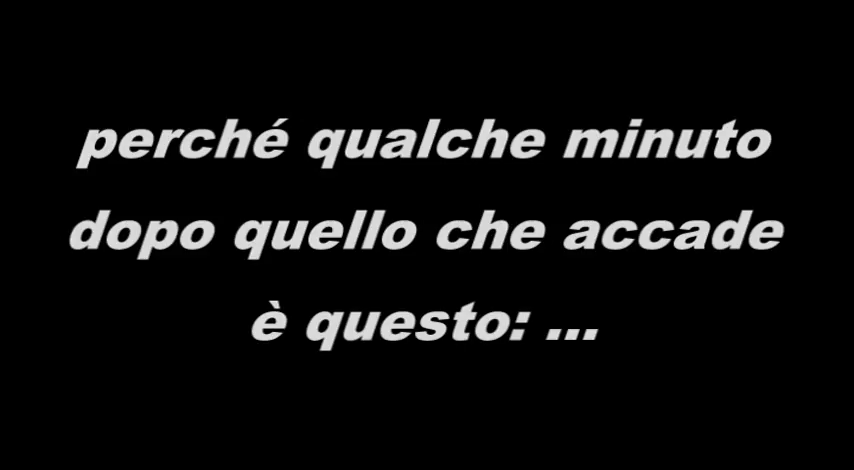 perché qualche minuto
dopo quello che accade
è questo: ...